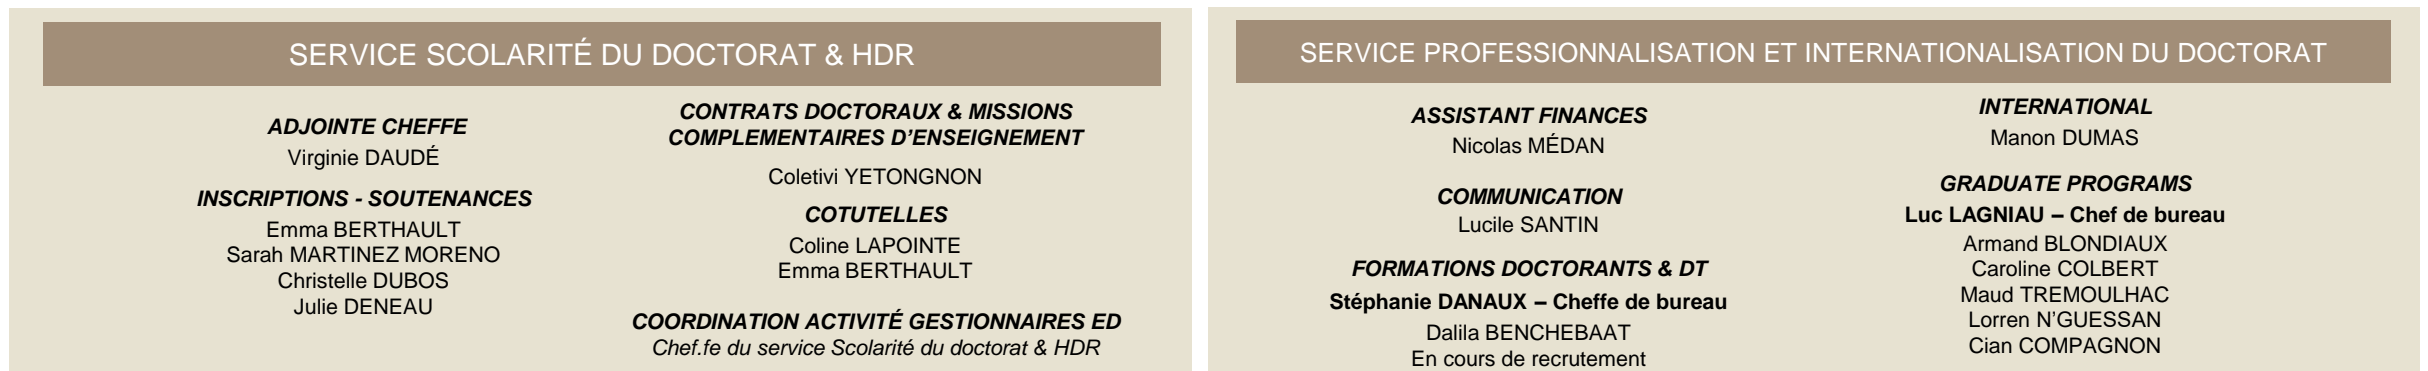 SERVICE SCOLARITÉ DU DOCTORAT & HDR
ADJOINTE CHEFFE
Virginie DAUDÉ
INSCRIPTIONS - SOUTENANCES
Emma BERTHAULT
Sarah MARTINEZ MORENO
Christelle DUBOS
Julie DENEAU
CONTRATS DOCTORAUX & MISSIONS
COMPLEMENTAIRES D’ENSEIGNEMENT
Coletivi YETONGNON
COTUTELLES
Coline LAPOINTE
Emma BERTHAULT
COORDINATION ACTIVITÉ GESTIONNAIRES ED
Chef.fe du service Scolarité du doctorat & HDR
SERVICE PROFESSIONNALISATION ET INTERNATIONALISATION DU DOCTORAT
ASSISTANT FINANCES
Nicolas MÉDAN
COMMUNICATION
Lucile SANTIN
FORMATIONS DOCTORANTS & DT
Stéphanie DANAUX – Cheffe de bureau
Dalila BENCHEBAAT
En cours de recrutement
INTERNATIONAL
Manon DUMAS
GRADUATE PROGRAMS
Luc LAGNIAU – Chef de bureau
Armand BLONDIAUX
Caroline COLBERT
Maud TREMOULHAC
Lorren N’GUESSAN
Cian COMPAGNON